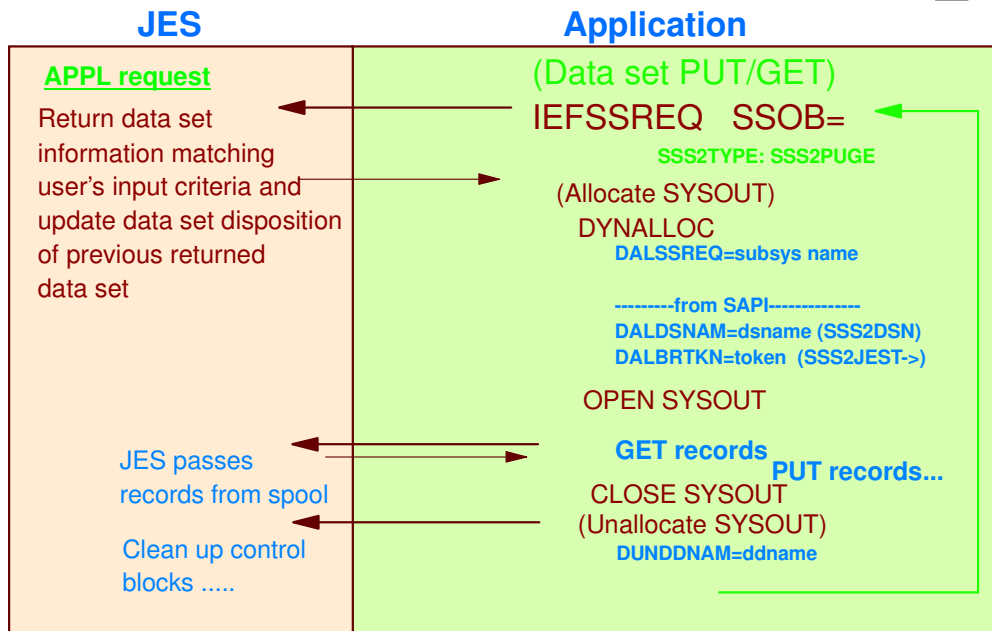 JES
Application
APPL request
Return data set
information matching
user's input criteria and
update data set disposition
of previous returned
data set
JES passes
records from spool
Clean up control
blocks .....
(Data set PUT/GET)
IEFSSREQ SSOB=
SSS2TYPE: SSS2PUGE
(Allocate SYSOUT)
DYNALLOC
DALSSREQ=subsys name
---------from SAPI--------------
DALDSNAM=dsname (SSS2DSN)
DALBRTKN=token (SSS2JEST->)
OPEN SYSOUT
GET records
PUT records...
CLOSE SYSOUT
(Unallocate SYSOUT)
DUNDDNAM=ddname